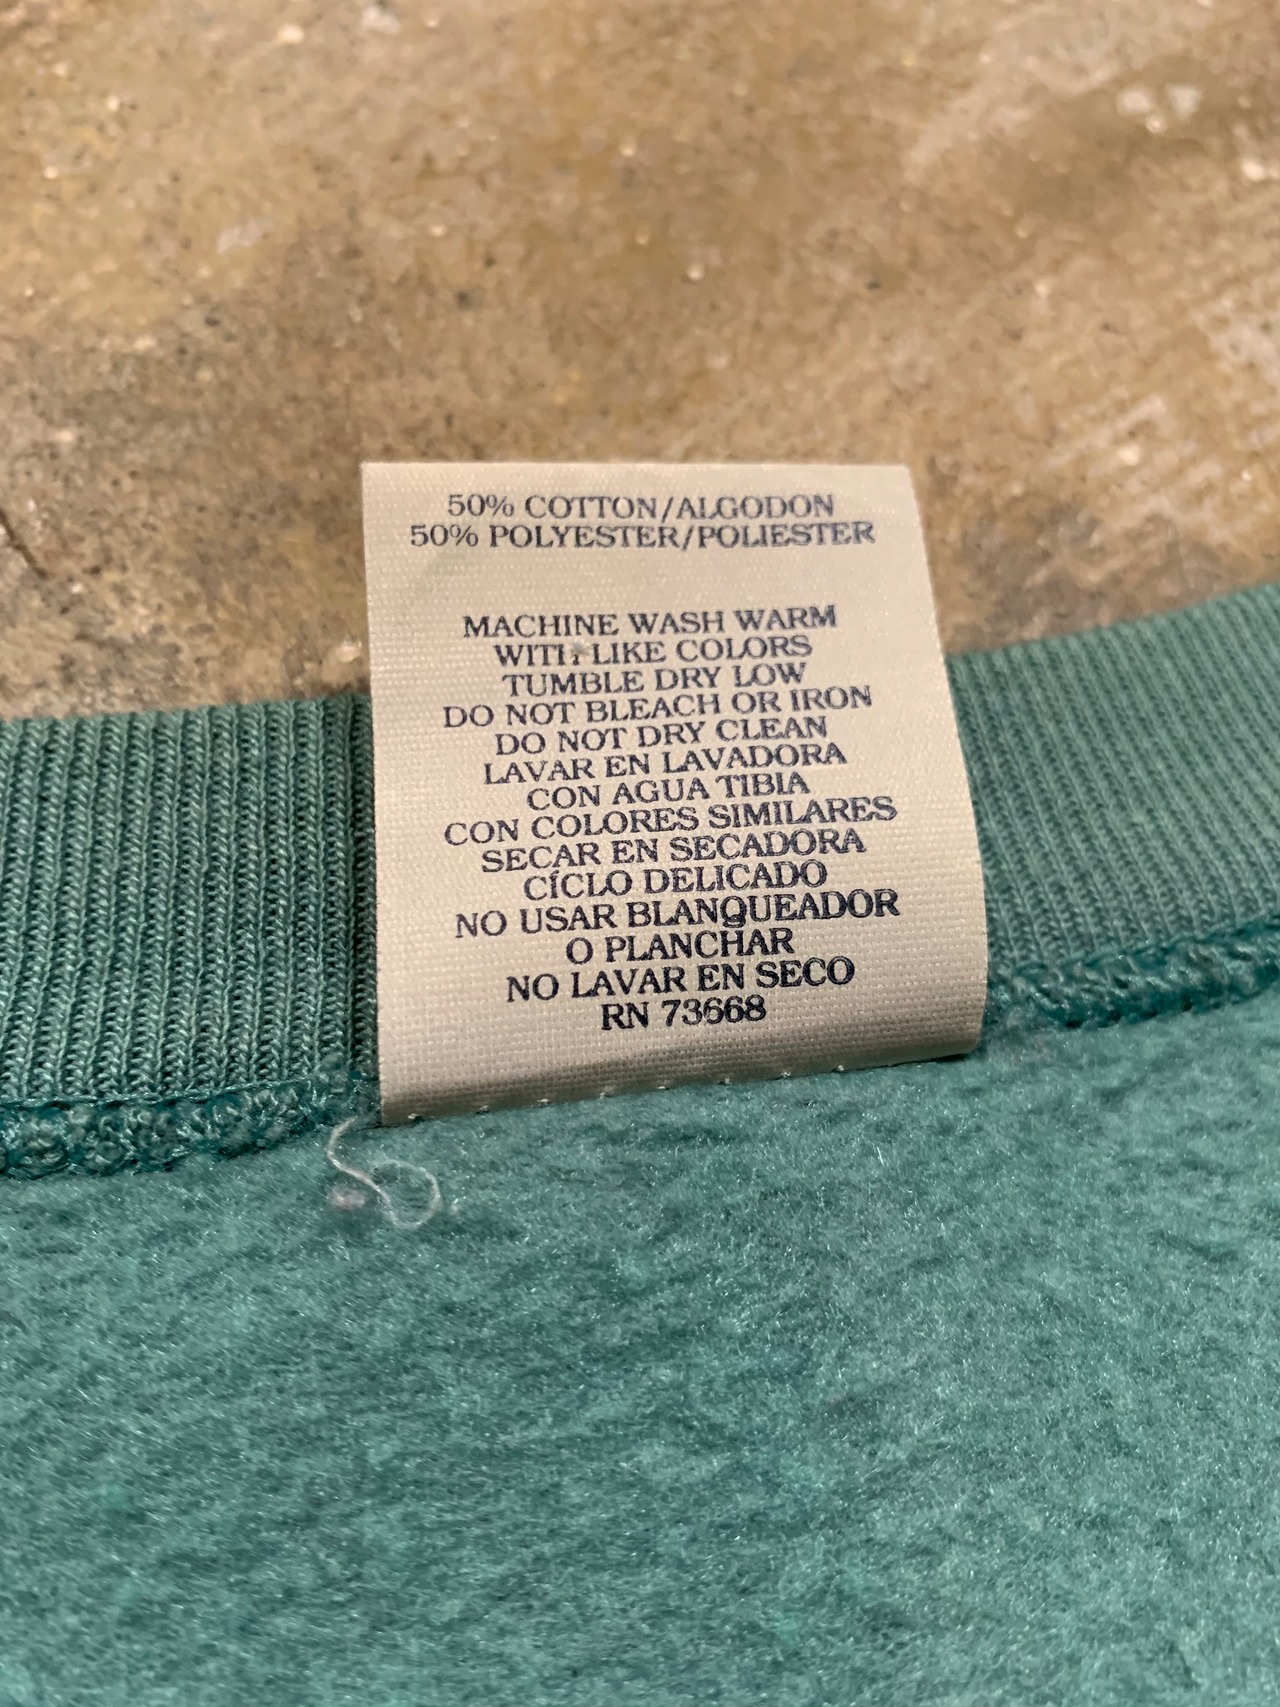 50% COTTON/ALGODON
50% POLYESTER/POLIESTER
MACHINE WASH WARM
WITH LIKE COLORS
TUMBLE DRY LOW
DO NOT BLEACH OR IRON
DO NOT DRY CLEAN
LAVAR EN LAVADORA
CON AGUA TIBIA
CON COLORES SIMILARES
SECAR EN SECADORA
CÍCLO DELICADO
NO USAR BLANQUEADOR
O PLANCHAR
NO LAVAR EN SECO
RN 73668